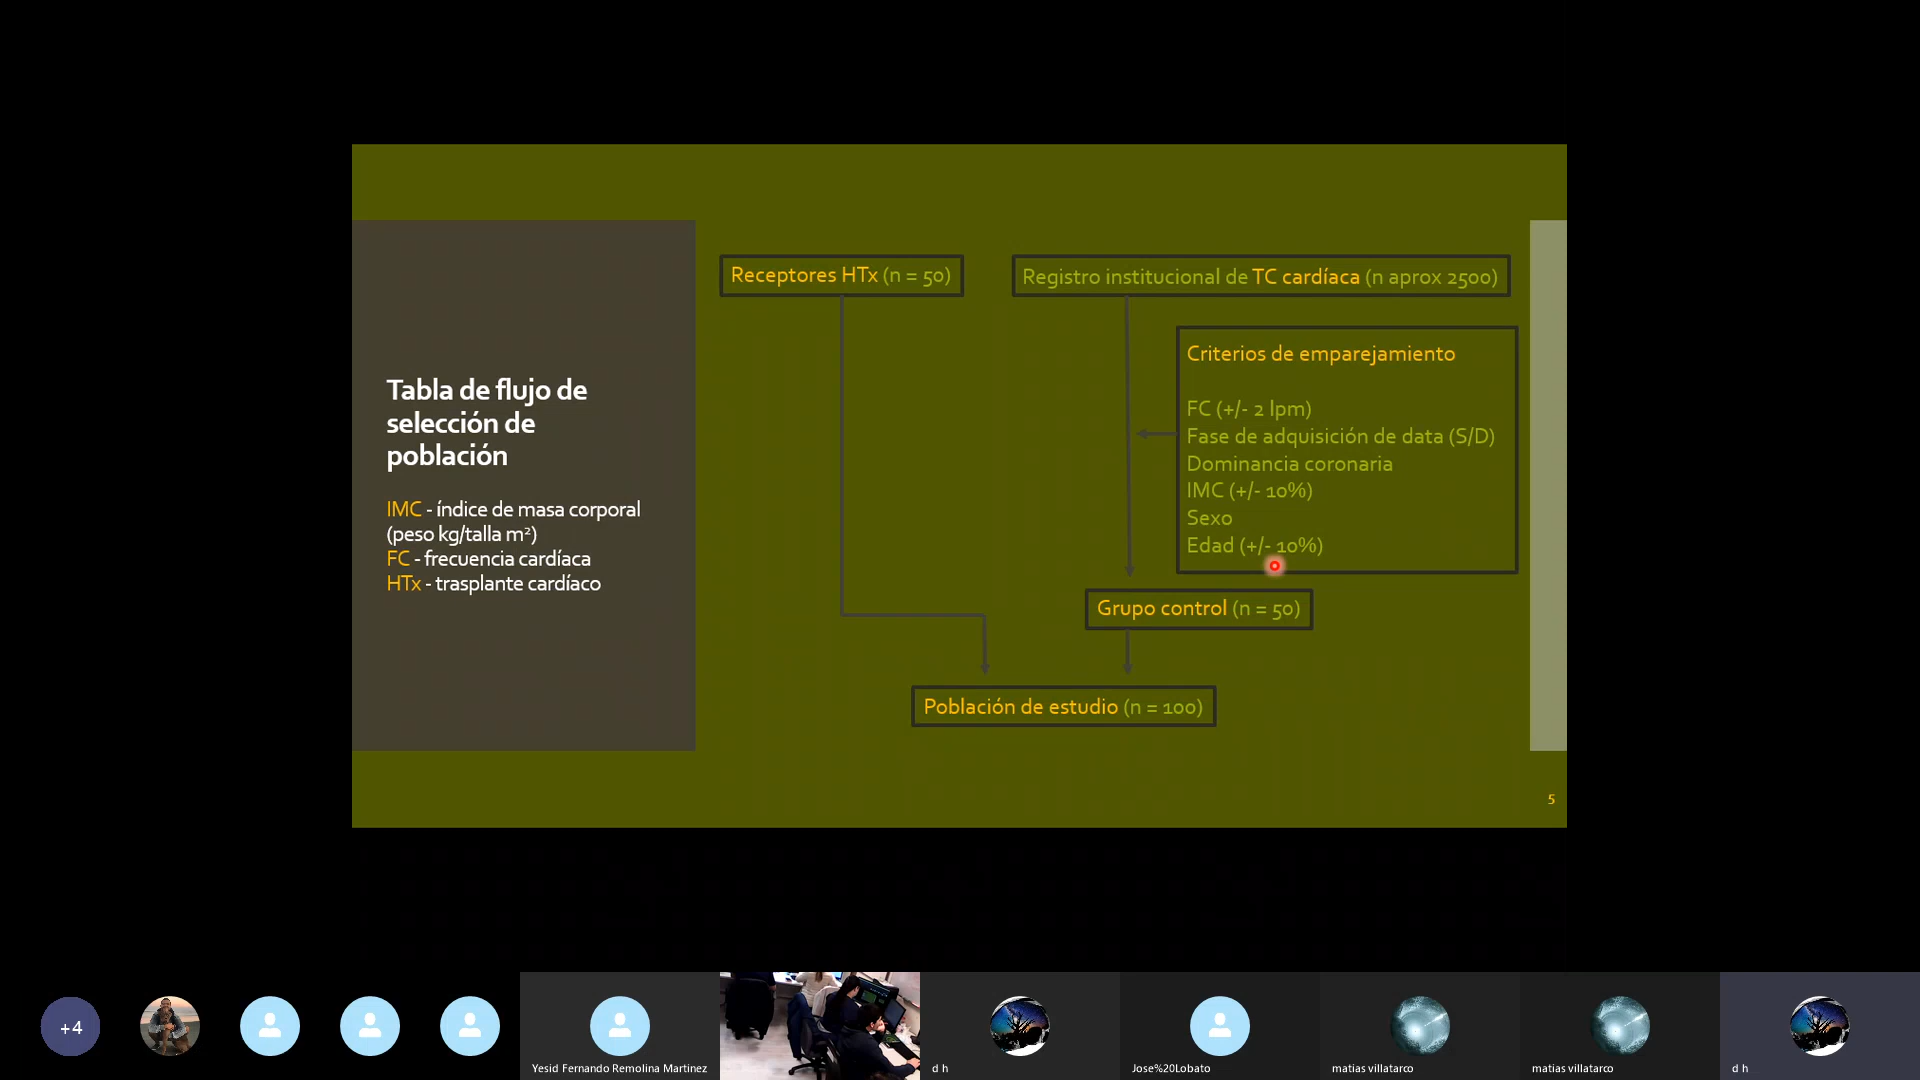 Tabla de flujo de
selección de
población
IMC - índice de masa corporal
(peso kg/talla m²)
FC - frecuencia cardíaca
HTx - trasplante cardíaco
Receptores HTx (n = 50)
Registro institucional de TC cardíaca (n aprox 2500)
Criterios de emparejamiento
FC (+/- 2 lpm)
Fase de adquisición de data (S/D)
Dominancia coronaria
IMC (+/- 10%)
Sexo
Edad (+/- 10%)
Grupo control (n = 50)
Población de estudio (n = 100)
5
+4
Yesid Fernando Remolina Martinez
d h
Jose%20Lobato
matias villatarco
matias villatarco
d h